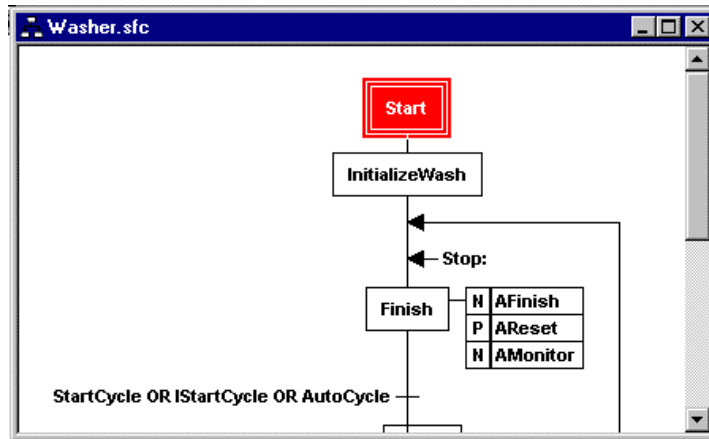 Washer.sfc
Start
InitializeWash
Stop:
Finish
N AFinish
P AReset
N AMonitor
StartCycle OR IStartCycle OR AutoCycle